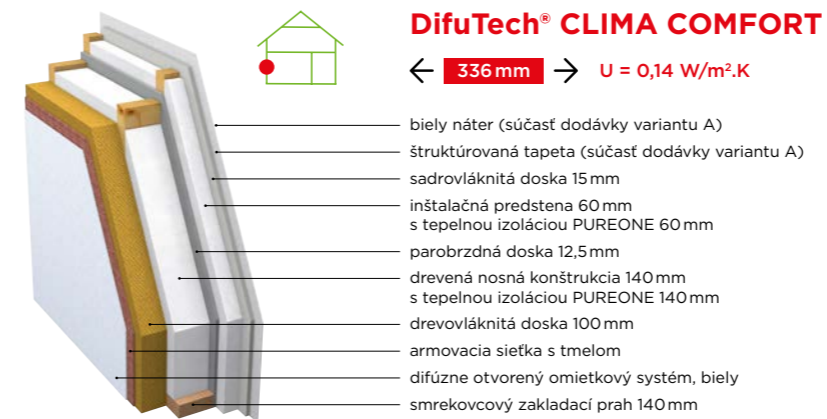 DifuTech® CLIMA COMFORT
336 mm U = 0,14 W/m².K
biely náter (súčasť dodávky variantu A)
štruktúrovaná tapeta (súčasť dodávky variantu A)
sadrovláknitá doska 15 mm
inštalačná predstena 60 mm
s tepelnou izoláciou PUREONE 60 mm
parobrzdná doska 12,5 mm
drevená nosná konštrukcia 140 mm
s tepelnou izoláciou PUREONE 140 mm
drevovláknitá doska 100 mm
armovacia sieťka s tmelom
difúzne otvorený omietkový systém, biely
smrekovcový zakladací prah 140 mm